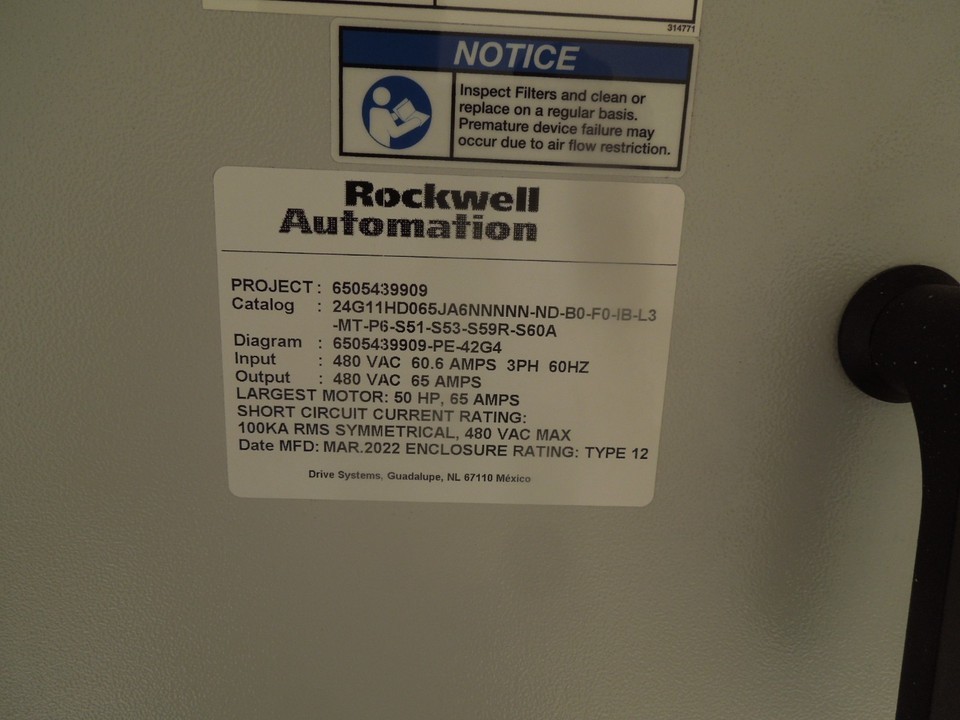 314771
NOTICE
Inspect Filters and clean or
replace on a regular basis.
Premature device failure may
occur due to air flow restriction.
Rockwell
Automation
PROJECT : 6505439909
Catalog : 24G11HD065JA6NNNNN-ND-B0-F0-IB-L3
-MT-P6-S51-S53-S59R-S60A
Diagram : 6505439909-PE-42G4
Input : 480 VAC 60.6 AMPS 3PH 60HZ
Output : 480 VAC 65 AMPS
LARGEST MOTOR: 50 HP, 65 AMPS
SHORT CIRCUIT CURRENT RATING:
100KA RMS SYMMETRICAL, 480 VAC MAX
Date MFD: MAR.2022 ENCLOSURE RATING: TYPE 12
Drive Systems, Guadalupe, NL 67110 México